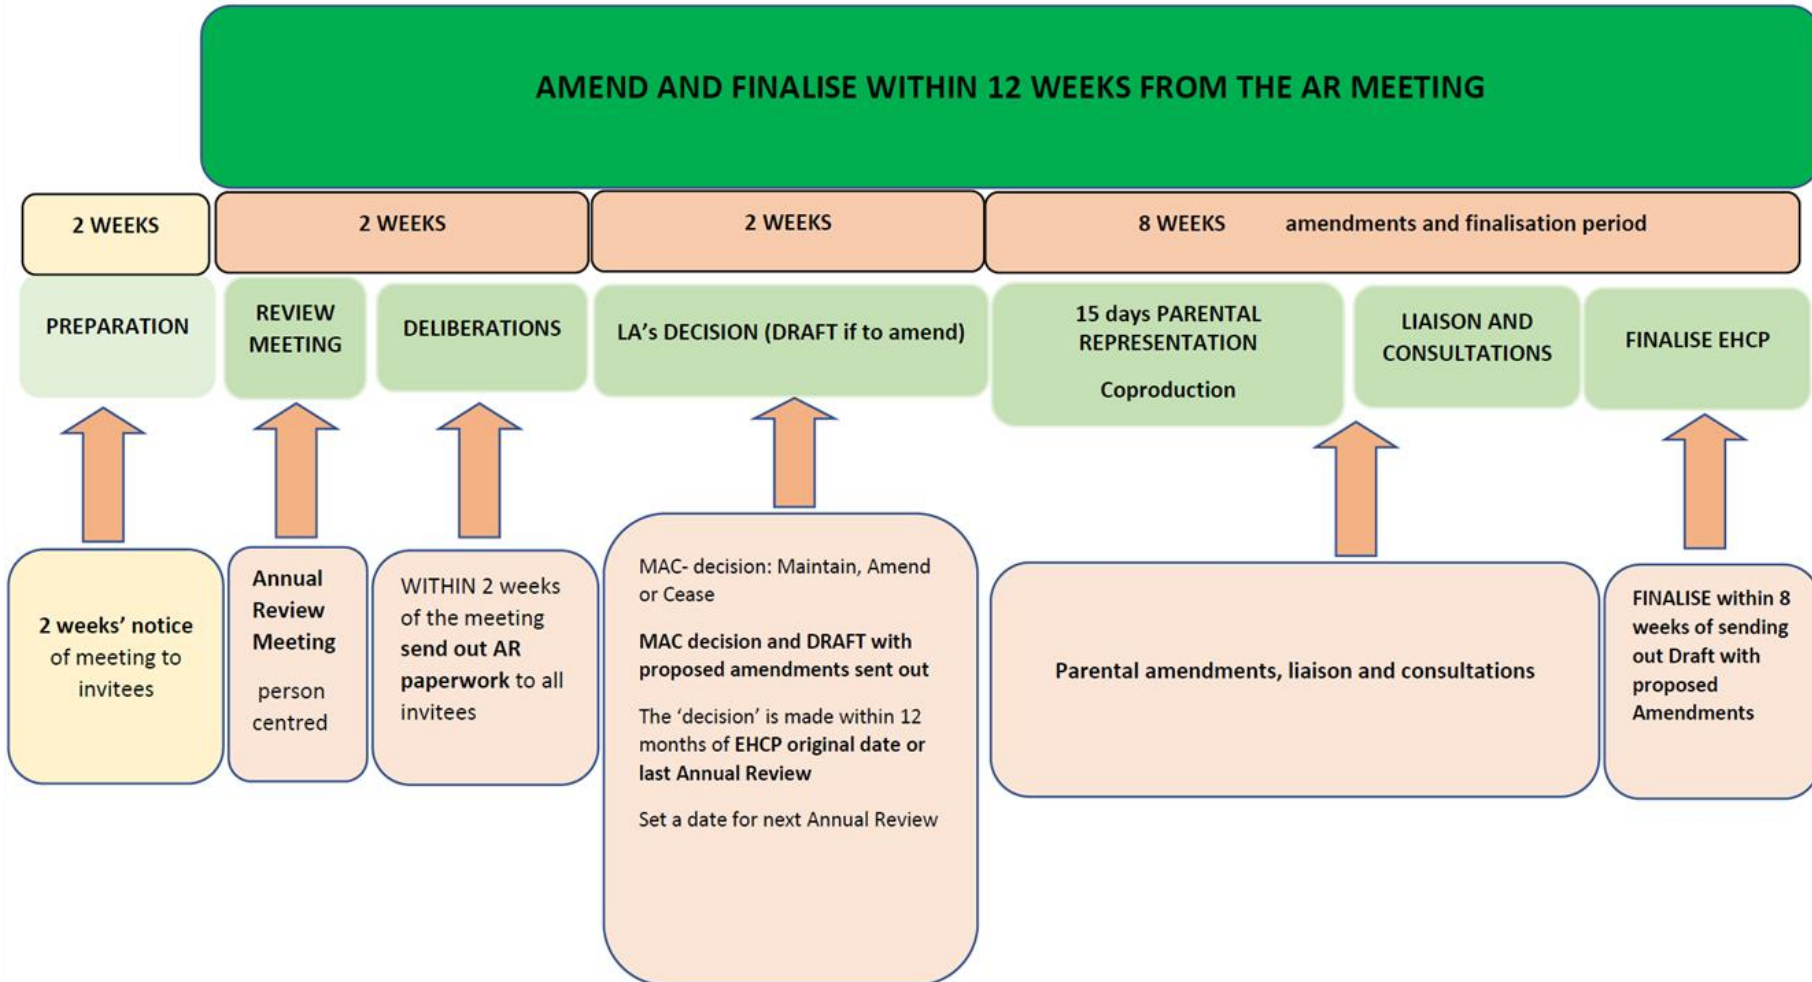 AMEND AND FINALISE WITHIN 12 WEEKS FROM THE AR MEETING
2 WEEKS
2 WEEKS
2 WEEKS
8 WEEKS amendments and finalisation period
PREPARATION
REVIEW
MEETING
DELIBERATIONS
LA's DECISION (DRAFT if to amend)
15 days PARENTAL
REPRESENTATION
Coproduction
LIAISON AND
CONSULTATIONS
FINALISE EHCP
2 weeks' notice
of meeting to
invitees
Annual
Review
Meeting
person
centred
WITHIN 2 weeks
of the meeting
send out AR
paperwork to all
invitees
MAC- decision: Maintain, Amend
or Cease
MAC decision and DRAFT with
proposed amendments sent out
The 'decision' is made within 12
months of EHCP original date or
last Annual Review
Set a date for next Annual Review
Parental amendments, liaison and consultations
FINALISE within 8
weeks of sending
out Draft with
proposed
Amendments